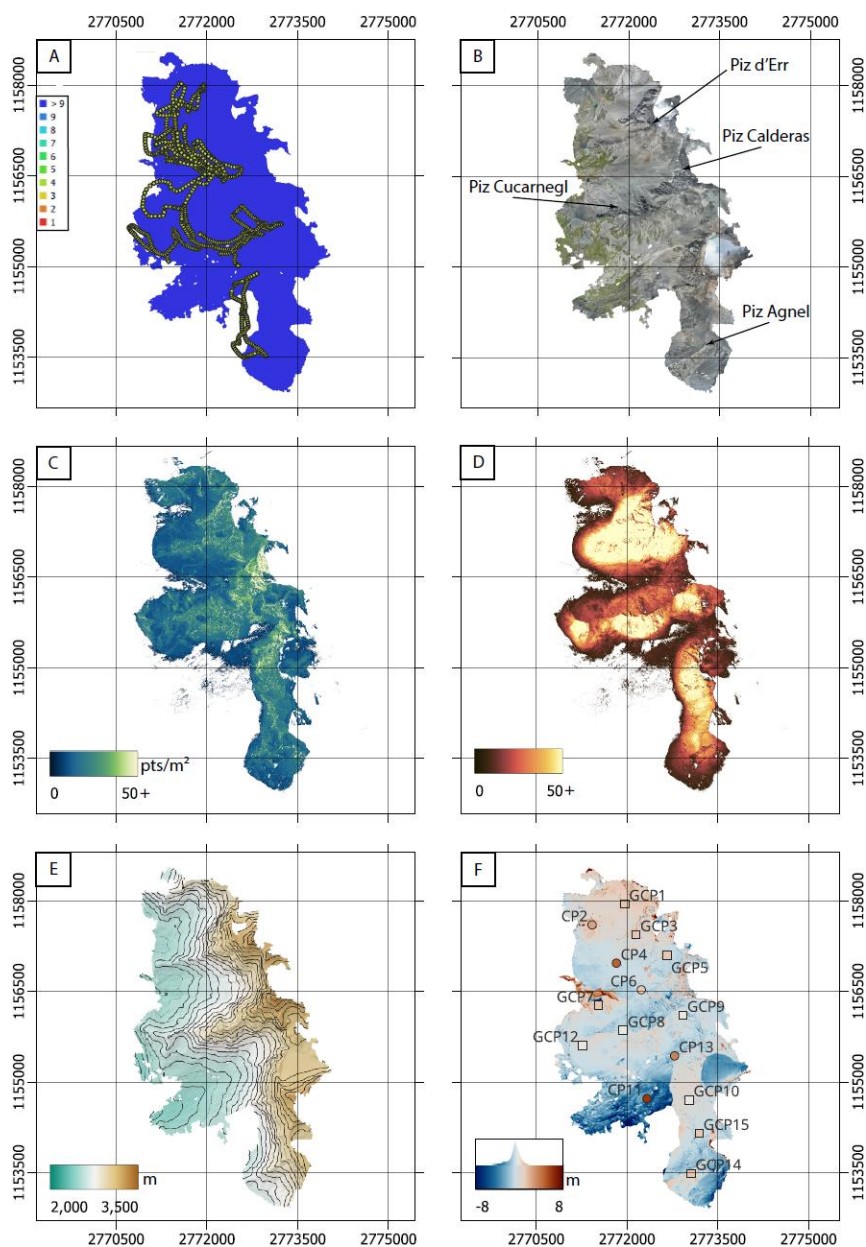 2770500 2772000 2773500 2775000 2770500 2772000 2773500 2775000
A
1158000
1156500
1155000
1153500
> 9
9
8
7
6
5
4
3
2
1
B
Piz d'Err
Piz Calderas
Piz Cucarnegl
Piz Agnel
1158000
1156500
1155000
1153500
C
1158000
1156500
1155000
1153500
pts/m²
0 50+
D
1158000
1156500
1155000
1153500
0 50+
E
1158000
1156500
1155000
1153500
2,000 3,500 m
F
GCP1
CP2
GCP3
CP4
GCP5
CP6
GCP7
GCP9
GCP8
GCP12
CP13
CP11
GCP10
GCP15
GCP14
-8 8 m
1158000
1156500
1155000
1153500
2770500 2772000 2773500 2775000 2770500 2772000 2773500 2775000